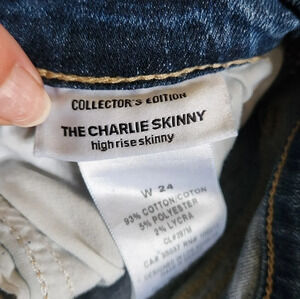 COLLECTOR'S EDITION
THE CHARLIE SKINNY
high rise skinny
W 24
93% COTTON/COTON
5% POLYESTER
2% LYCRA